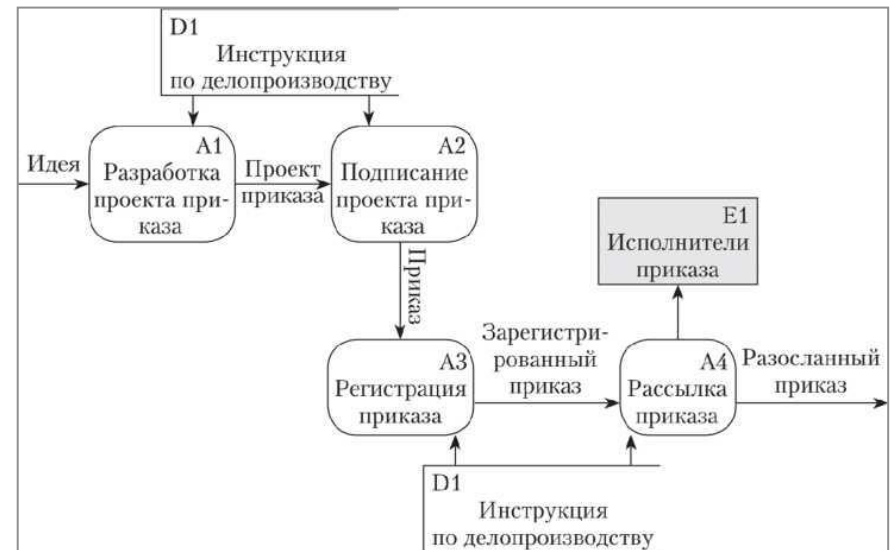 D1
Инструкция
по делопроизводству
Идея
A1
Разработка
проекта при-
каза
Проект
приказа
A2
Подписание
проекта при-
каза
Приказ
E1
Исполнители
приказа
A3
Регистрация
приказа
Зарегистри-
рованный
приказ
A4
Рассылка
приказа
Разосланный
приказ
D1
Инструкция
по делопроизводству